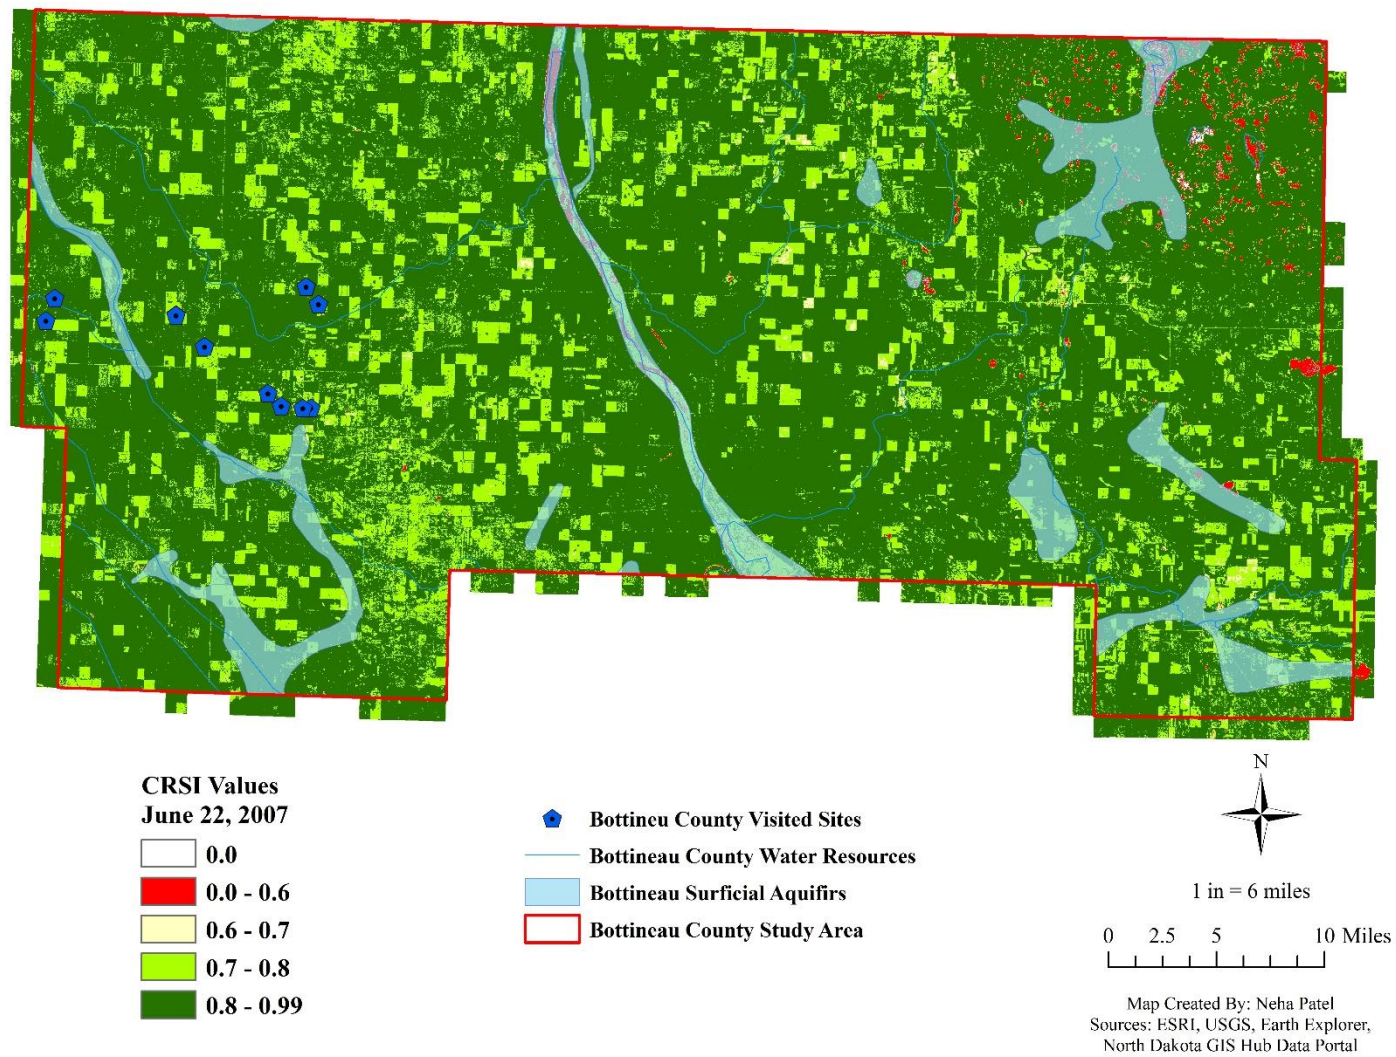 CRSI Values
June 22, 2007
0.0
0.0 - 0.6
0.6 - 0.7
0.7 - 0.8
0.8 - 0.99
Bottineu County Visited Sites
Bottineau County Water Resources
Bottineau Surficial Aquifirs
Bottineau County Study Area
N
1 in = 6 miles
0 2.5 5 10 Miles
Map Created By: Neha Patel
Sources: ESRI, USGS, Earth Explorer,
North Dakota GIS Hub Data Portal